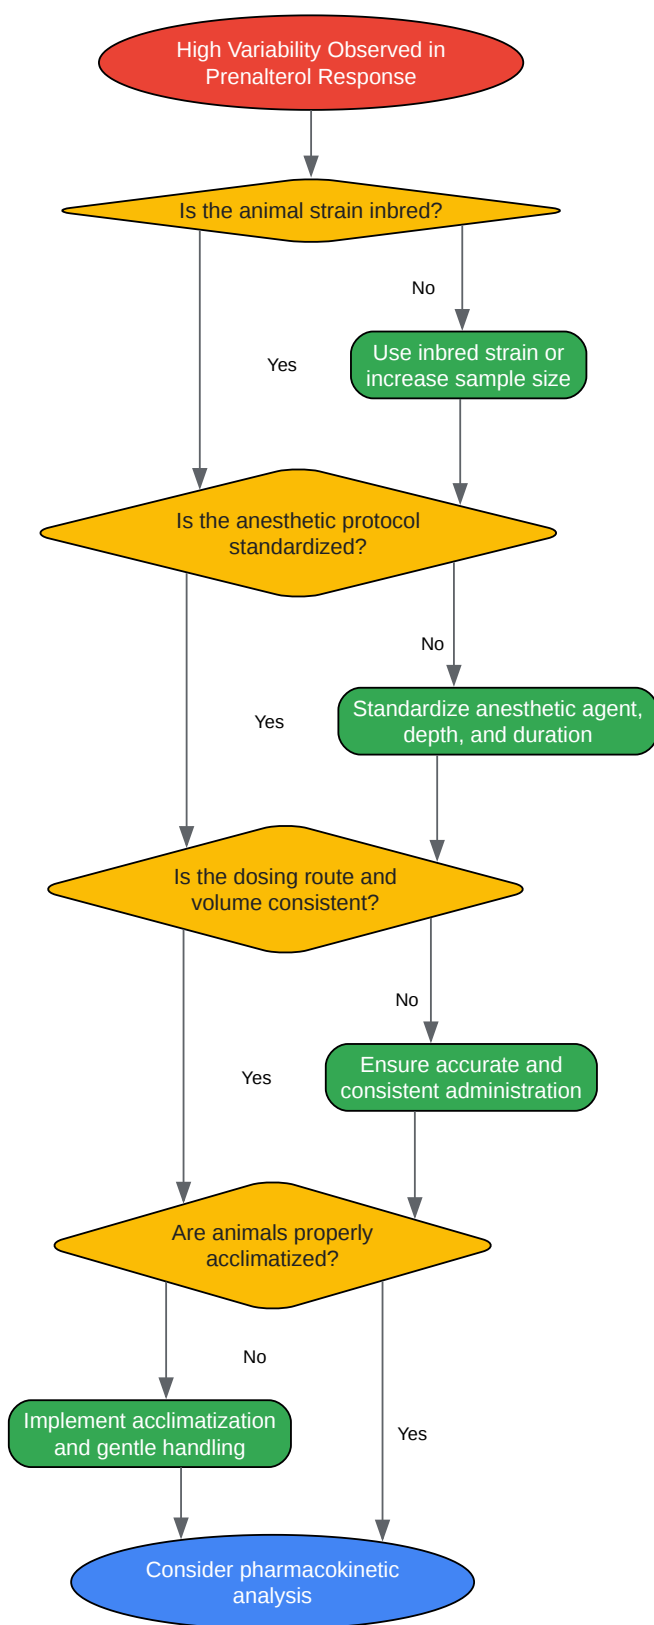 High Variability Observed in
Prenalterol Response
Is the animal strain inbred?
No
Use inbred strain or
increase sample size
Yes
Is the anesthetic protocol
standardized?
No
Standardize anesthetic agent,
depth, and duration
Yes
Is the dosing route and
volume consistent?
No
Ensure accurate and
consistent administration
Yes
Are animals properly
acclimatized?
No
Implement acclimatization
and gentle handling
Yes
Consider pharmacokinetic
analysis